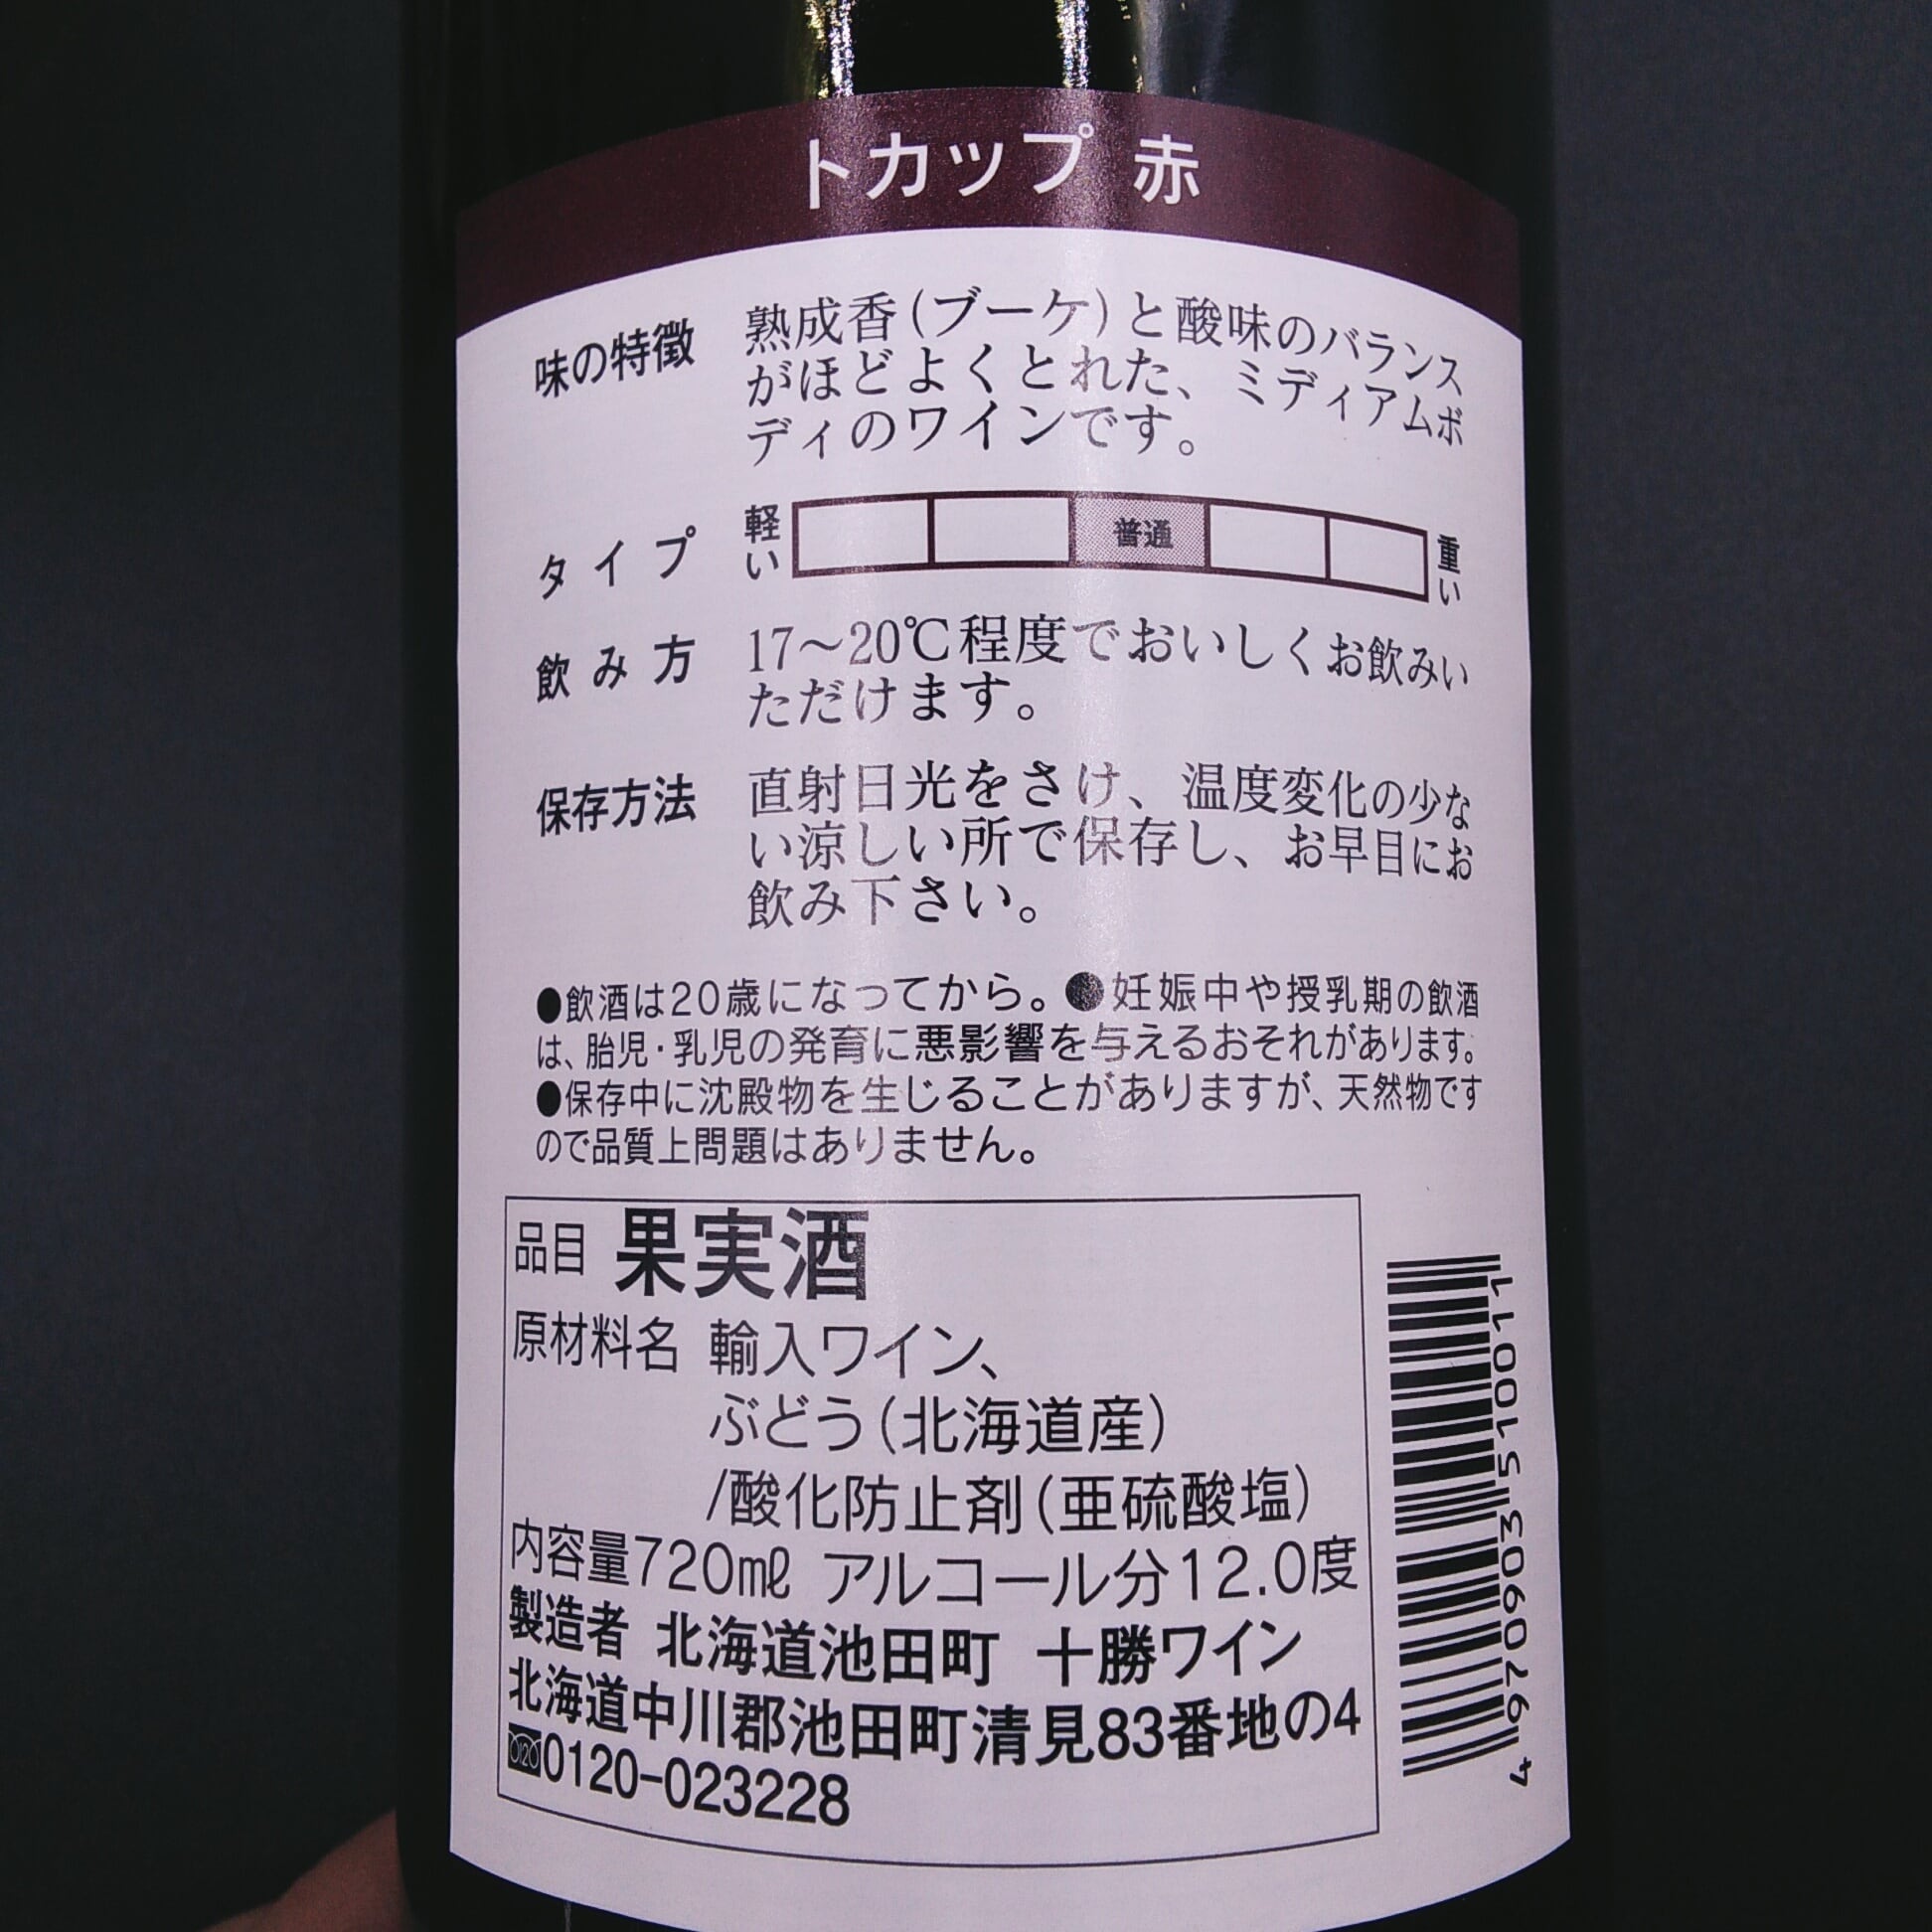 トカップ 赤
味の特徴 熟成香(ブーケ)と酸味のバランス
がほどよくとれた、ミディアムボ
ディのワインです。
タイプ 軽い 普通 重い
飲み方 17～20℃程度でおいしくお飲みい
ただけます。
保存方法 直射日光をさけ、温度変化の少な
い涼しい所で保存し、お早目にお
飲み下さい。
●飲酒は20歳になってから。●妊娠中や授乳期の飲酒
は、胎児・乳児の発育に悪影響を与えるおそれがあります。
●保存中に沈殿物を生じることがありますが、天然物です
ので品質上問題はありません。
品目 果実酒
原材料名 輸入ワイン、
ぶどう(北海道産)
/酸化防止剤(亜硫酸塩)
内容量720mℓ アルコール分12.0度
製造者 北海道池田町 十勝ワイン
北海道中川郡池田町清見83番地の4
0120 0120-023228
4 970903 510011